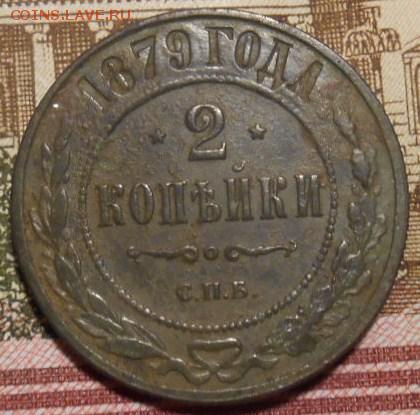 COINS.LAVE.RU
1879 ГОДА
2
КОПѢЙКИ
С.П.Б.